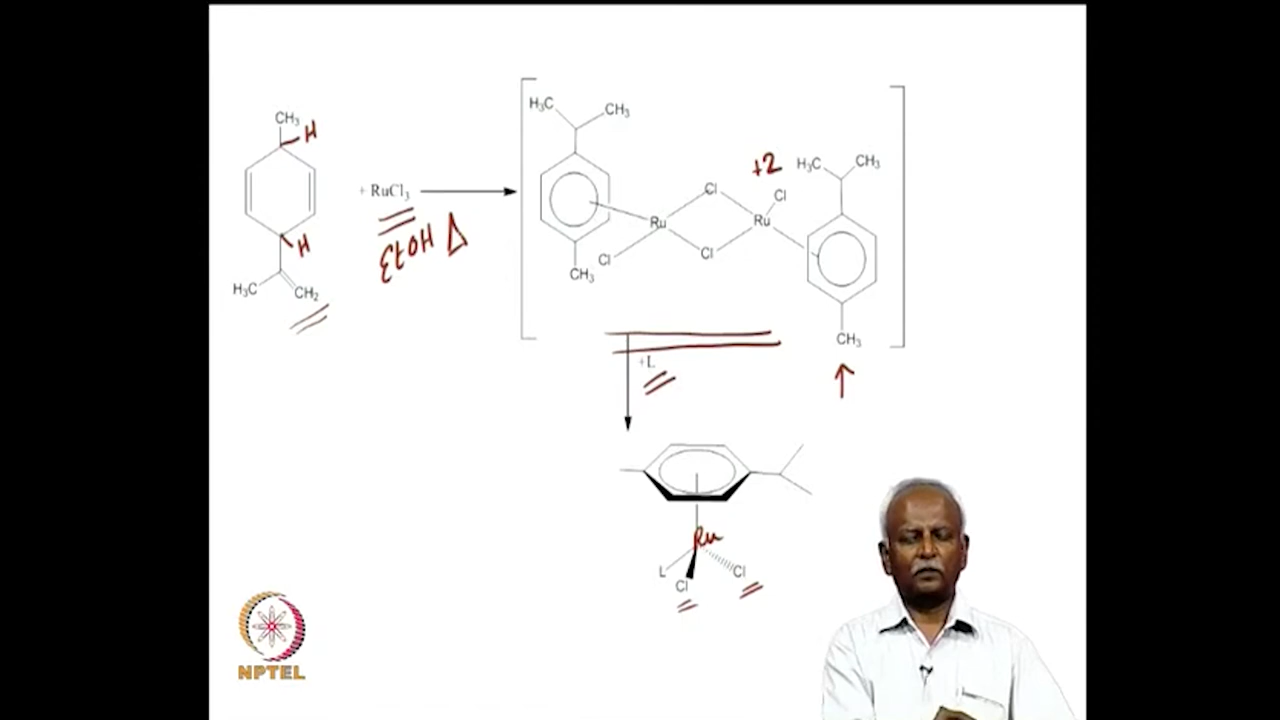 CH₃
H
H
H₃C
CH₂
+ RuCl₃
EtOH Δ
H₃C
CH₃
CH₃
Ru
Cl
Cl
Cl
+2
Cl
Ru
H₃C
CH₃
CH₃
+L
Ru
L
Cl
Cl
NPTEL